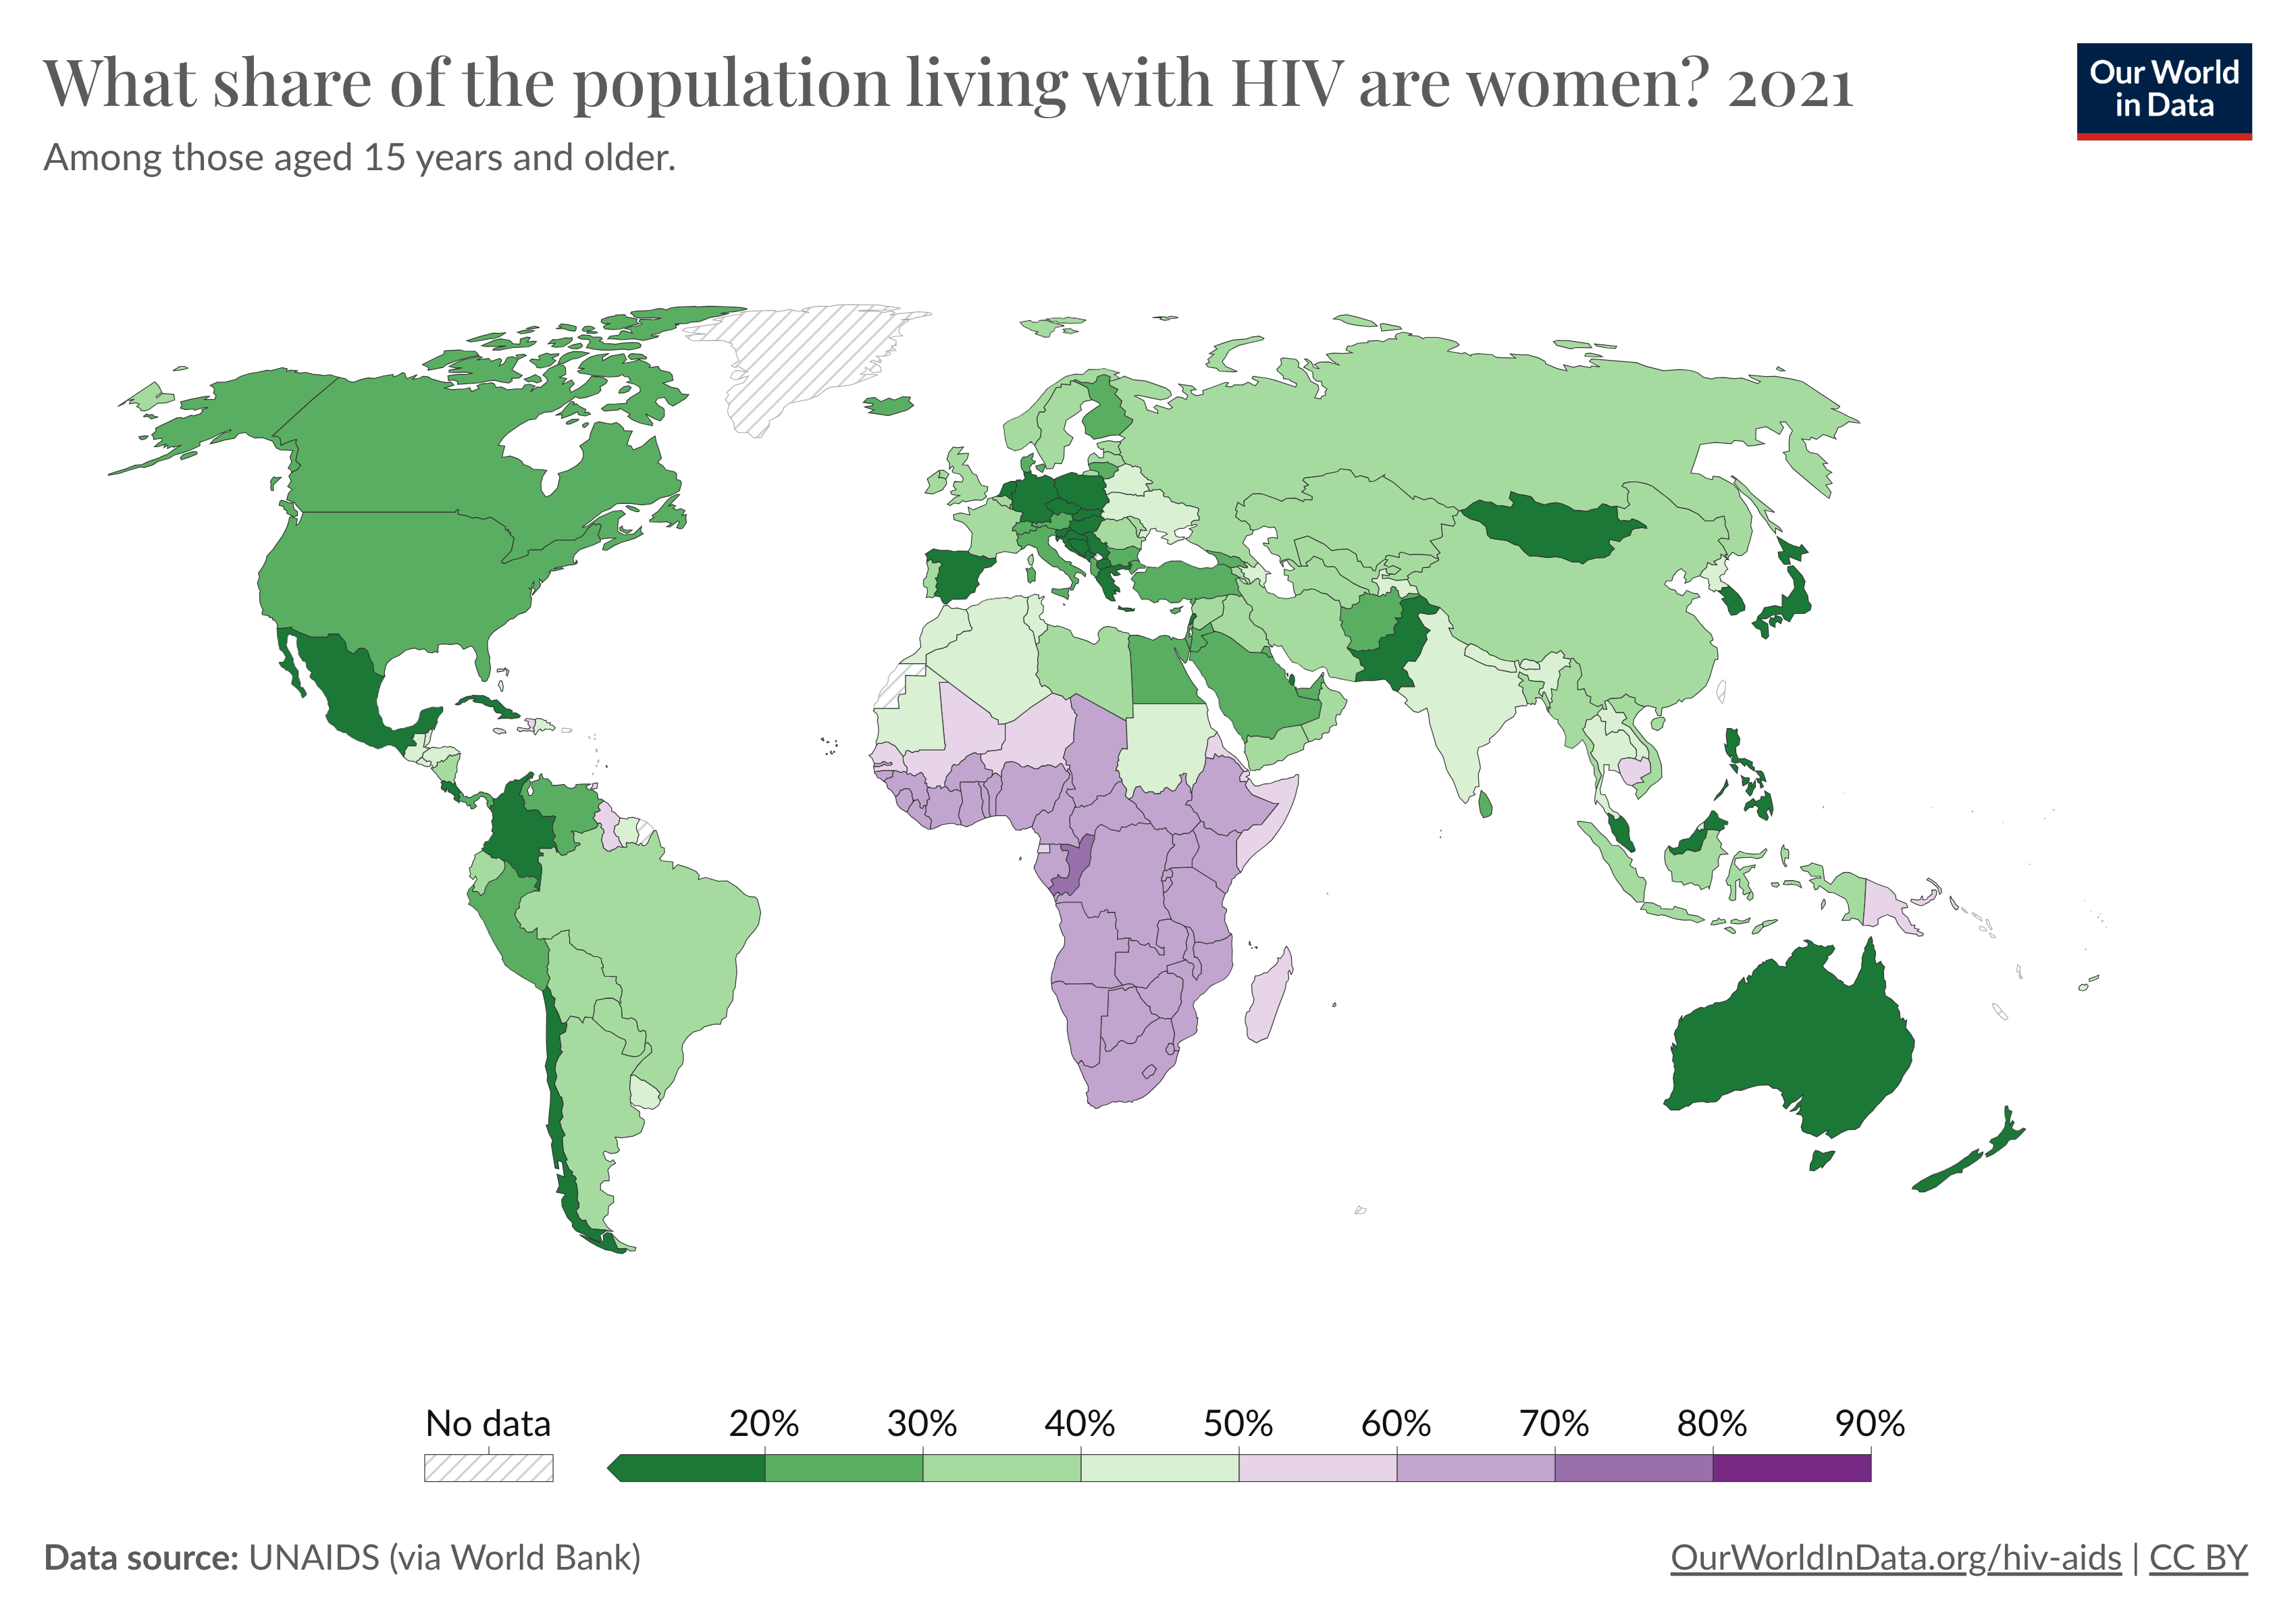 What share of the population living with HIV are women? 2021
Among those aged 15 years and older.
Our World
in Data
No data
20%
30%
40%
50%
60%
70%
80%
90%
Data source: UNAIDS (via World Bank)
OurWorldInData.org/hiv-aids | CC BY